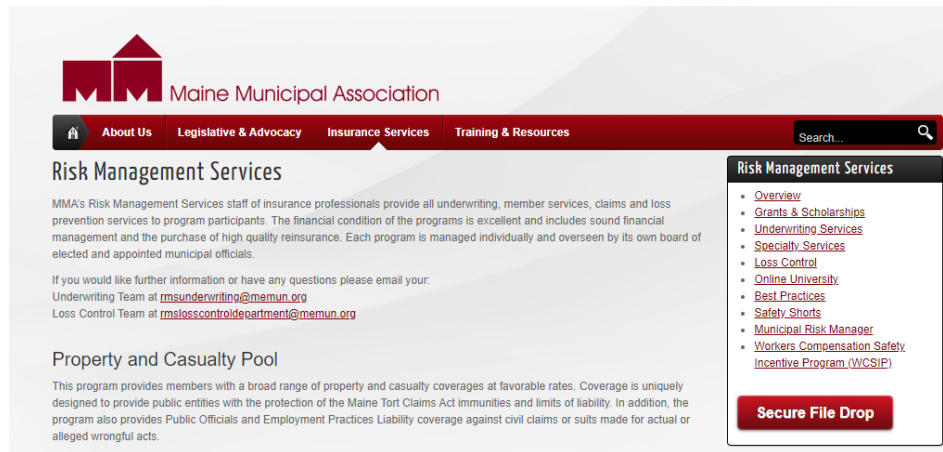 MM Maine Municipal Association
About Us Legislative & Advocacy Insurance Services Training & Resources Search...
Risk Management Services
MMA's Risk Management Services staff of insurance professionals provide all underwriting, member services, claims and loss
prevention services to program participants. The financial condition of the programs is excellent and includes sound financial
management and the purchase of high quality reinsurance. Each program is managed individually and overseen by its own board of
elected and appointed municipal officials.
If you would like further information or have any questions please email your:
Underwriting Team at rmsunderwriting@memun.org
Loss Control Team at rmslosscontroldepartment@memun.org
Property and Casualty Pool
This program provides members with a broad range of property and casualty coverages at favorable rates. Coverage is uniquely
designed to provide public entities with the protection of the Maine Tort Claims Act immunities and limits of liability. In addition, the
program also provides Public Officials and Employment Practices Liability coverage against civil claims or suits made for actual or
alleged wrongful acts.
Risk Management Services
Overview
Grants & Scholarships
Underwriting Services
Specialty Services
Loss Control
Online University
Best Practices
Safety Shorts
Municipal Risk Manager
Workers Compensation Safety
Incentive Program (WCSIP)
Secure File Drop